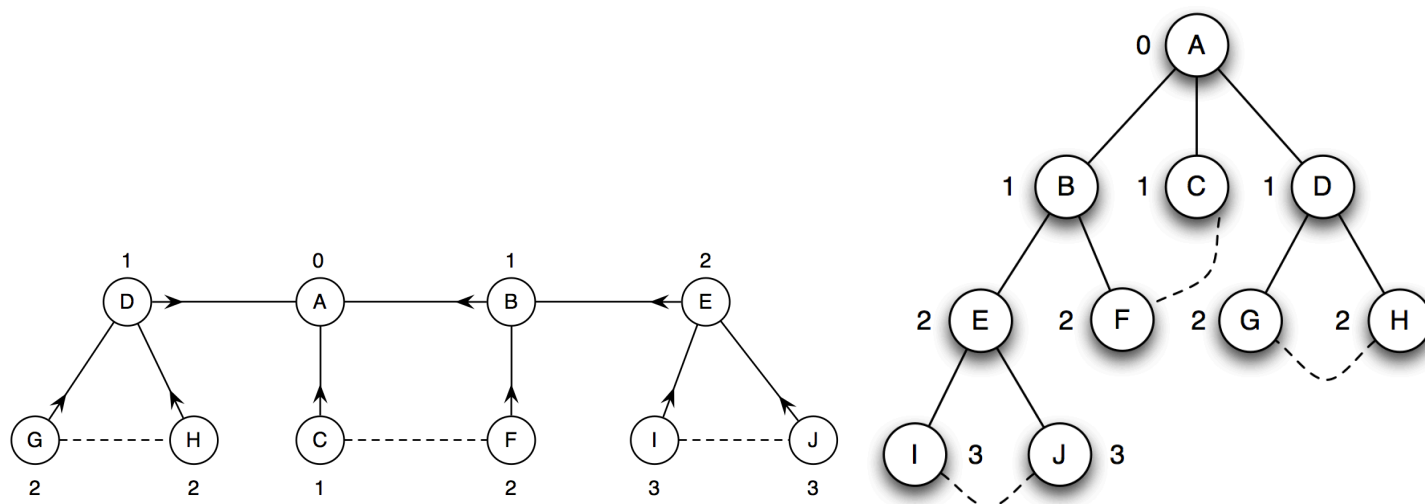 0 A
1 B 1 C 1 D
2 E 2 F 2 G 2 H
I 3 J 3
1 0 1 2
D A B E
G H C F I J
2 2 1 2 3 3